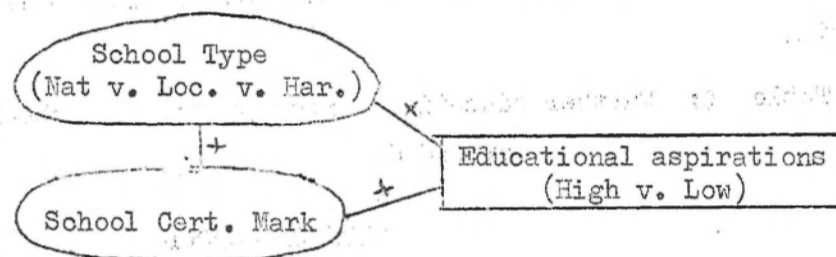 School Type
(Nat v. Loc. v. Har.)
+
+
Educational aspirations
(High v. Low)
+
School Cert. Mark